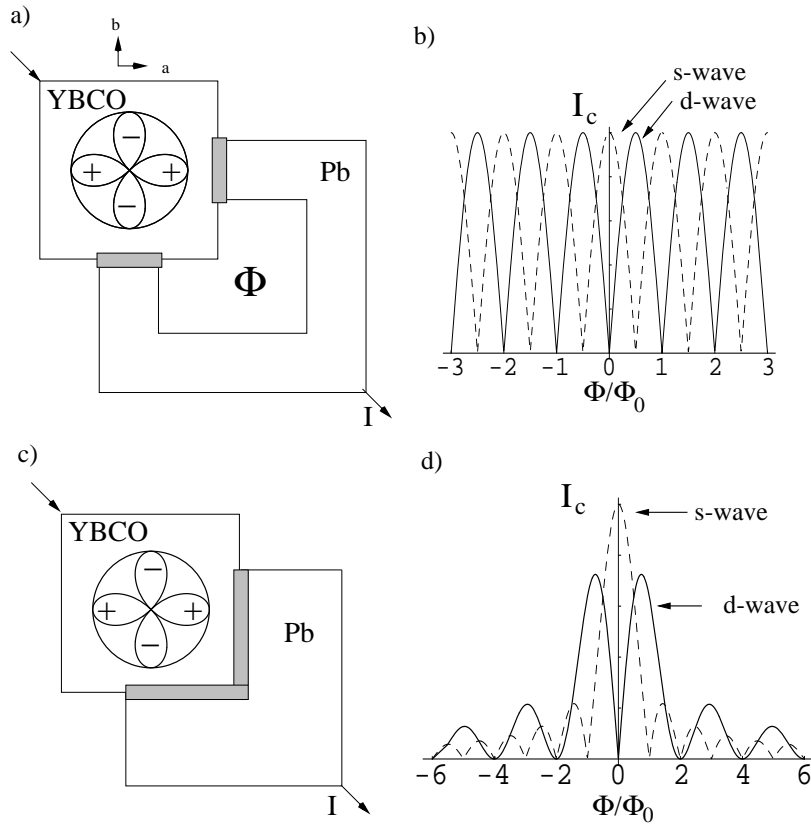 a)
b
a
YBCO
−
+ +
−
Pb
Φ
I
b)
s-wave
I_c d-wave
-3 -2 -1 0 1 2 3
Φ/Φ_0
c)
YBCO
−
+ +
−
Pb
I
d)
I_c
s-wave
d-wave
-6 -4 -2 0 2 4 6
Φ/Φ_0